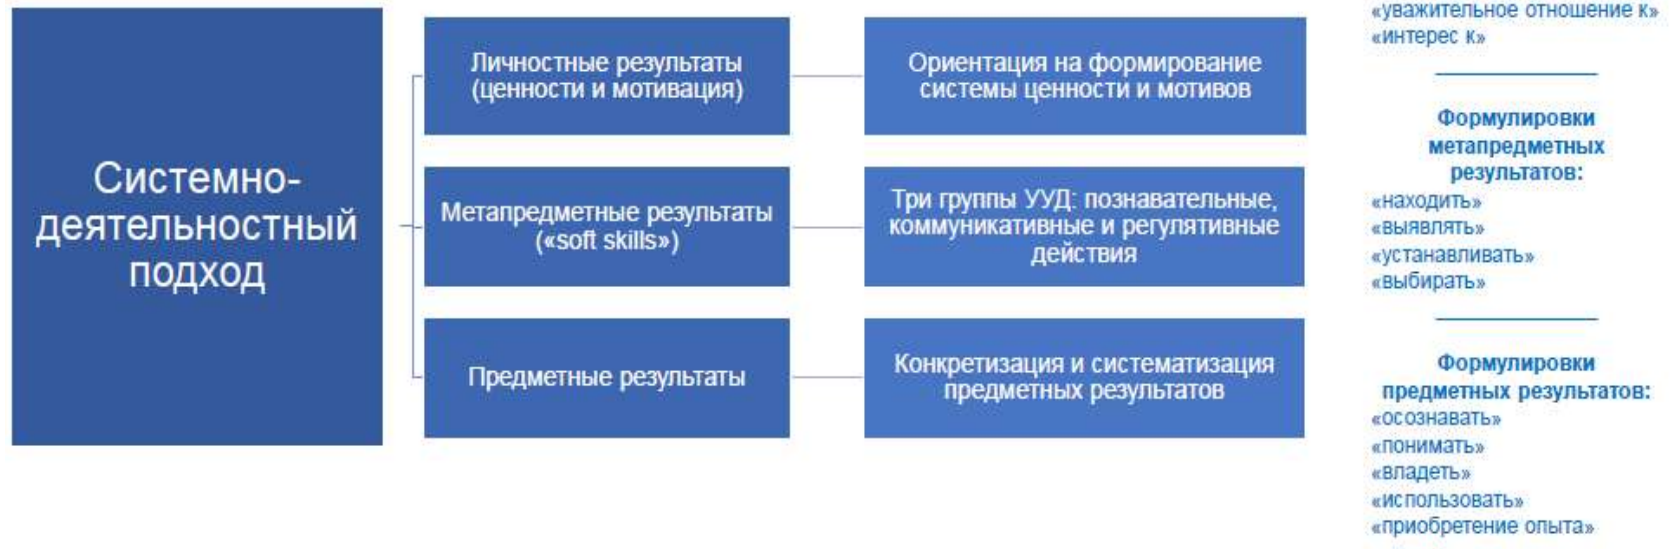 Системно-
деятельностный
подход
Личностные результаты
(ценности и мотивация)
Ориентация на формирование
системы ценности и мотивов
Метапредметные результаты
(«soft skills»)
Три группы УУД: познавательные,
коммуникативные и регулятивные
действия
Предметные результаты
Конкретизация и систематизация
предметных результатов
«уважительное отношение к»
«интерес к»
Формулировки
метапредметных
результатов:
«находить»
«выявлять»
«устанавливать»
«выбирать»
Формулировки
предметных результатов:
«осознавать»
«понимать»
«владеть»
«использовать»
«приобретение опыта»